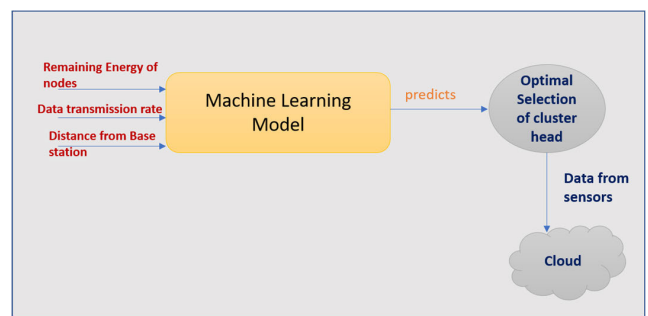 Remaining Energy of
nodes
Data transmission rate
Distance from Base
station
Machine Learning
Model
predicts
Optimal
Selection
of cluster
head
Data from
sensors
Cloud